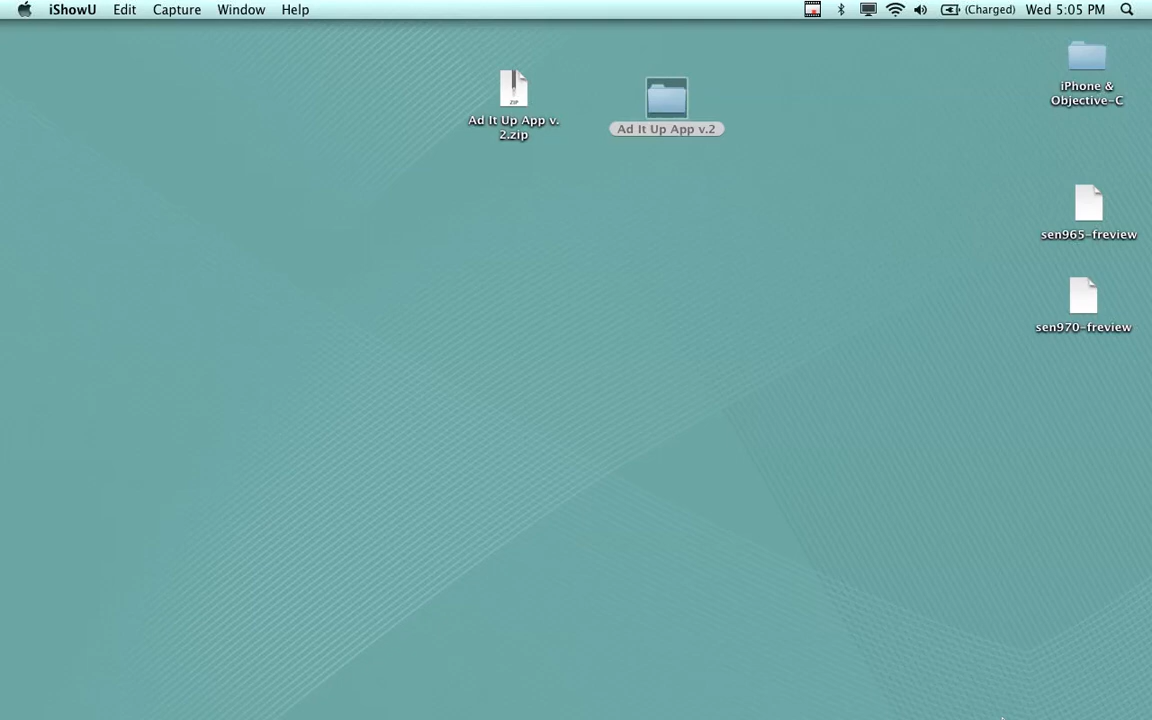 iShowU Edit Capture Window Help (Charged) Wed 5:05 PM
iPhone &
Objective-C
ZIP
Ad It Up App v.
2.zip
Ad It Up App v.2
sen965-freview
sen970-freview